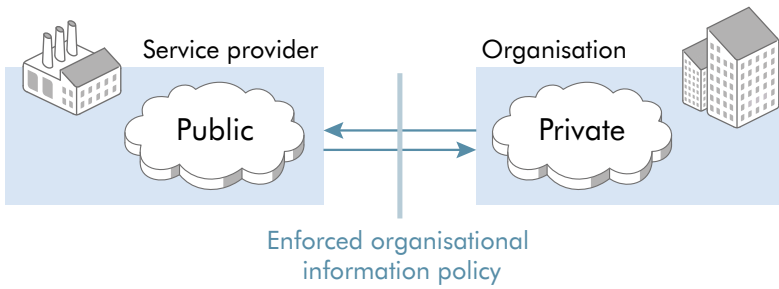 Service provider
Organisation
Public
Private
Enforced organisational
information policy